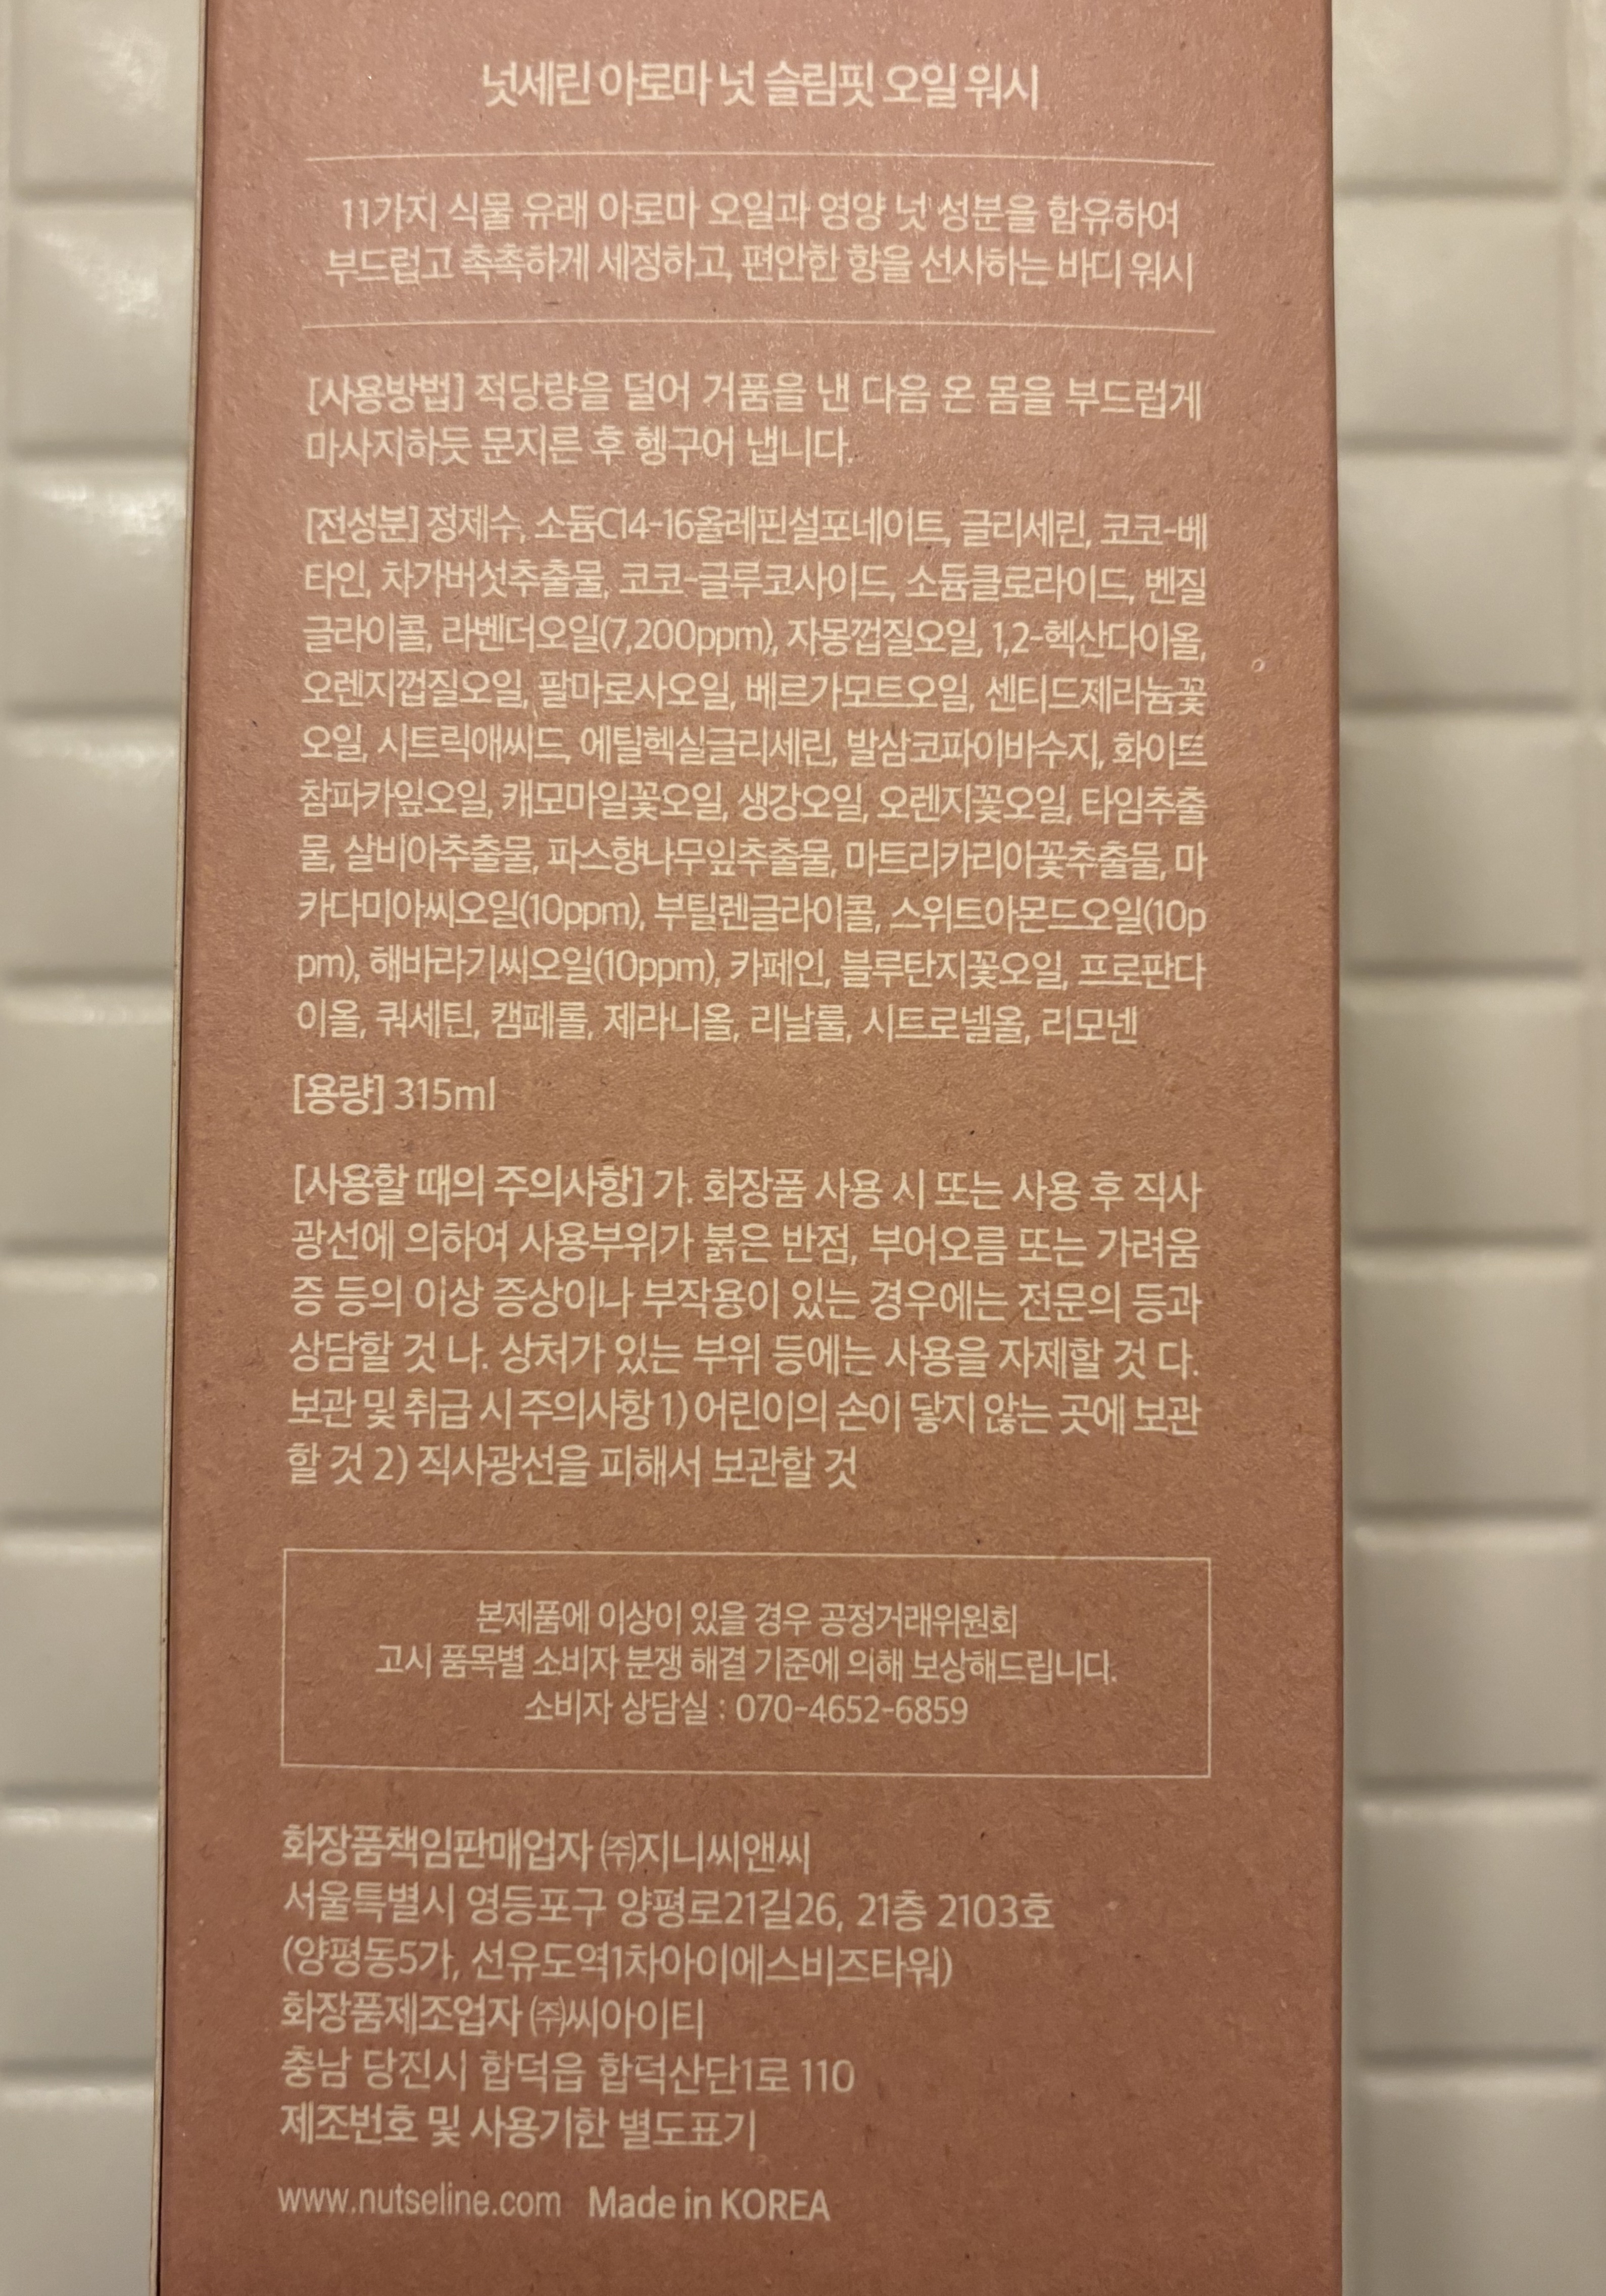 넛세린 아로마 넛 슬림핏 오일 워시
11가지 식물 유래 아로마 오일과 영양 넛 성분을 함유하여
부드럽고 촉촉하게 세정하고, 편안한 향을 선사하는 바디 워시
[사용방법] 적당량을 덜어 거품을 낸 다음 온 몸을 부드럽게
마사지하듯 문지른 후 헹구어 냅니다.
[전성분] 정제수, 소듐C14-16올레핀설포네이트, 글리세린, 코코-베
타인, 차가버섯추출물, 코코-글루코사이드, 소듐클로라이드, 벤질
글라이콜, 라벤더오일(7,200ppm), 자몽껍질오일, 1,2-헥산다이올,
오렌지껍질오일, 팔마로사오일, 베르가모트오일, 센티드제라늄꽃
오일, 시트릭애씨드, 에틸헥실글리세린, 발삼코파이바수지, 화이트
참파카잎오일, 캐모마일꽃오일, 생강오일, 오렌지꽃오일, 타임추출
물, 살비아추출물, 파스향나무잎추출물, 마트리카리아꽃추출물, 마
카다미아씨오일(10ppm), 부틸렌글라이콜, 스위트아몬드오일(10p
pm), 해바라기씨오일(10ppm), 카페인, 블루탄지꽃오일, 프로판다
이올, 쿼세틴, 캠페롤, 제라니올, 리날룰, 시트로넬올, 리모넨
[용량] 315ml
[사용할 때의 주의사항] 가. 화장품 사용 시 또는 사용 후 직사
광선에 의하여 사용부위가 붉은 반점, 부어오름 또는 가려움
증 등의 이상 증상이나 부작용이 있는 경우에는 전문의 등과
상담할 것 나. 상처가 있는 부위 등에는 사용을 자제할 것 다.
보관 및 취급 시 주의사항 1) 어린이의 손이 닿지 않는 곳에 보관
할 것 2) 직사광선을 피해서 보관할 것
본제품에 이상이 있을 경우 공정거래위원회
고시 품목별 소비자 분쟁 해결 기준에 의해 보상해드립니다.
소비자 상담실 : 070-4652-6859
화장품책임판매업자 ㈜지니씨앤씨
서울특별시 영등포구 양평로21길26, 21층 2103호
(양평동5가, 선유도역1차아이에스비즈타워)
화장품제조업자 ㈜씨아이티
충남 당진시 합덕읍 합덕산단1로 110
제조번호 및 사용기한 별도표기
www.nutseline.com Made in KOREA